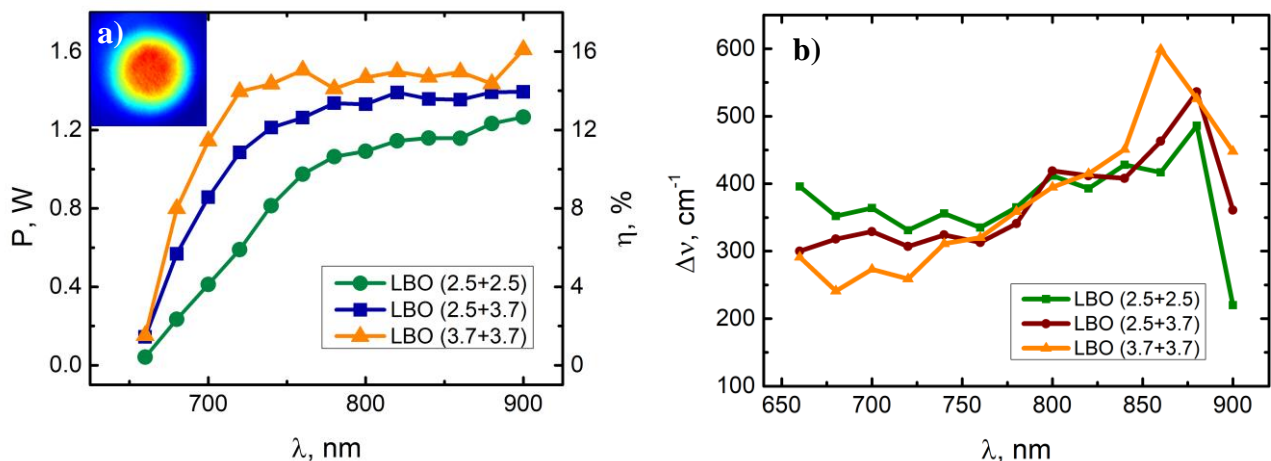 a)
1.6
1.2
0.8
0.4
0.0
P, W
16
12
8
4
0
η, %
LBO (2.5+2.5)
LBO (2.5+3.7)
LBO (3.7+3.7)
700
800
900
λ, nm
b)
600
500
400
300
200
100
Δν, cm⁻¹
LBO (2.5+2.5)
LBO (2.5+3.7)
LBO (3.7+3.7)
650
700
750
800
850
900
λ, nm